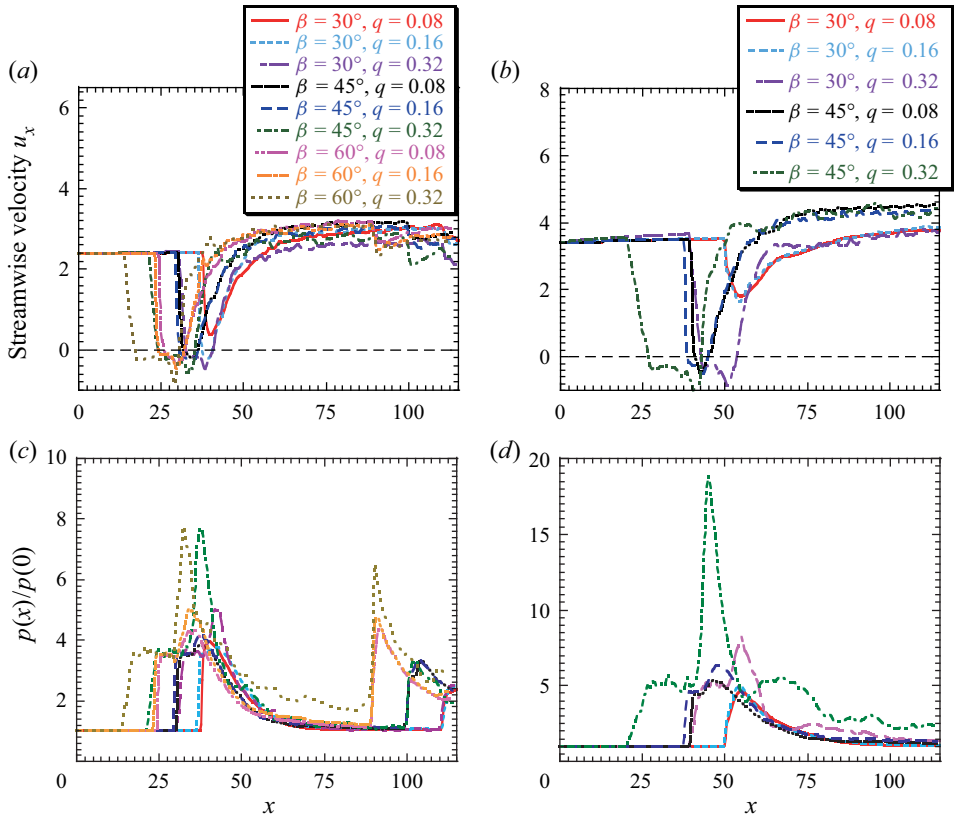 β = 30°, q = 0.08
β = 30°, q = 0.16
β = 30°, q = 0.32
β = 45°, q = 0.08
β = 45°, q = 0.16
β = 45°, q = 0.32
β = 60°, q = 0.08
β = 60°, q = 0.16
β = 60°, q = 0.32
β = 30°, q = 0.08
β = 30°, q = 0.16
β = 30°, q = 0.32
β = 45°, q = 0.08
β = 45°, q = 0.16
β = 45°, q = 0.32
(a)
6
4
2
0
Streamwise velocity u_x
0 25 50 75 100
(b)
8
6
4
2
0
0 25 50 75 100
(c)
10
8
6
4
2
p(x)/p(0)
0 25 50 75 100
x
(d)
20
15
10
5
0 25 50 75 100
x